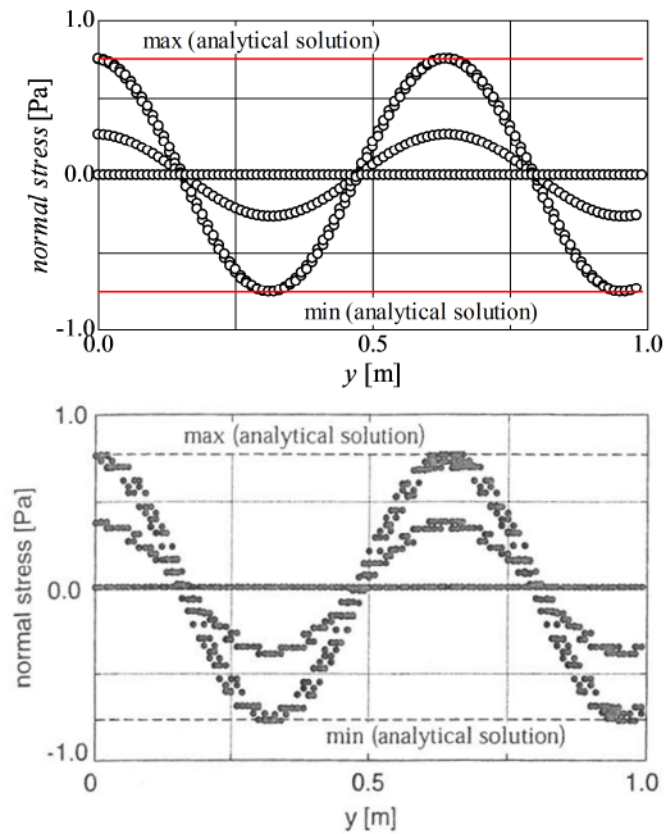 1.0
max (analytical solution)
normal stress [Pa]
0.0
min (analytical solution)
-1.0
0.0
0.5
1.0
y [m]
1.0
max (analytical solution)
normal stress [Pa]
0.0
min (analytical solution)
-1.0
0
0.5
1.0
y [m]